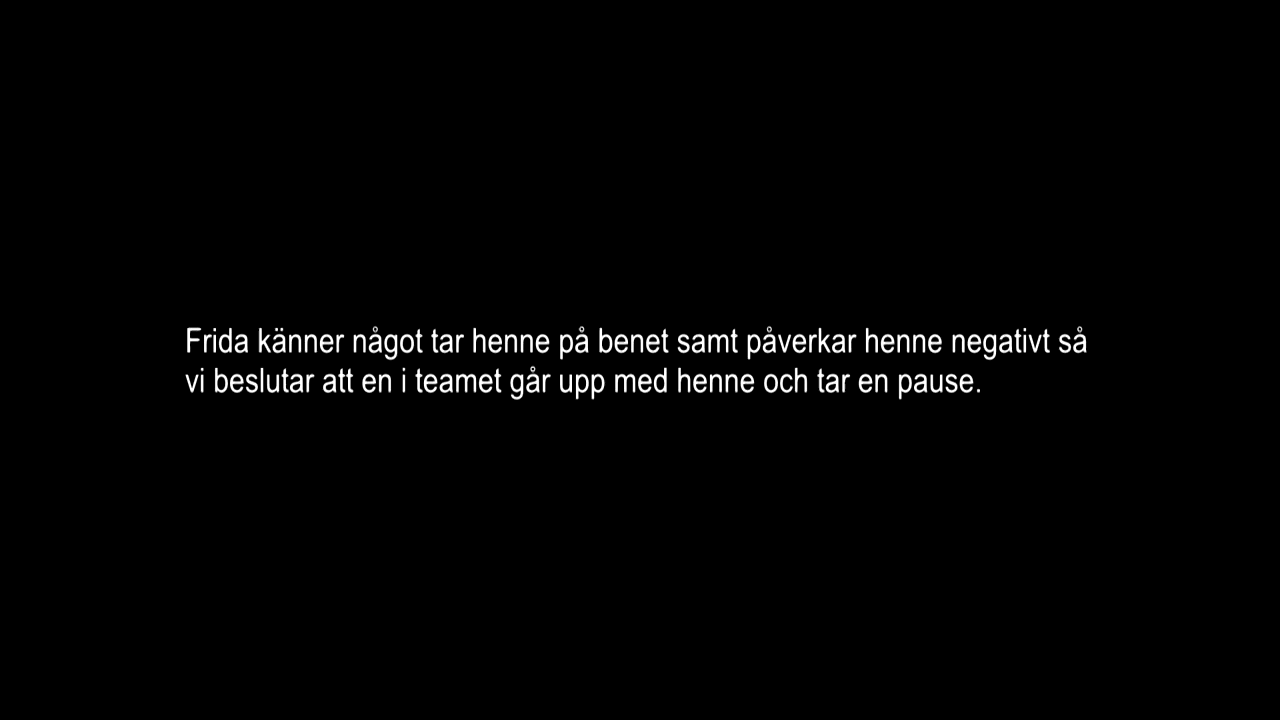 Frida känner något tar henne på benet samt påverkar henne negativt så
vi beslutar att en i teamet går upp med henne och tar en pause.